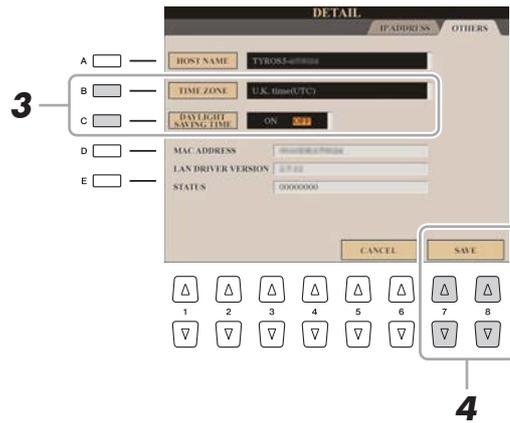 DETAIL
IP ADDRESS OTHERS
A HOST NAME TYROS5-
3
B TIME ZONE U.K. time(UTC)
C DAYLIGHT SAVING TIME ON OFF
D MAC ADDRESS
LAN DRIVER VERSION
E STATUS 00000000
CANCEL SAVE
1 2 3 4 5 6 7 8
4